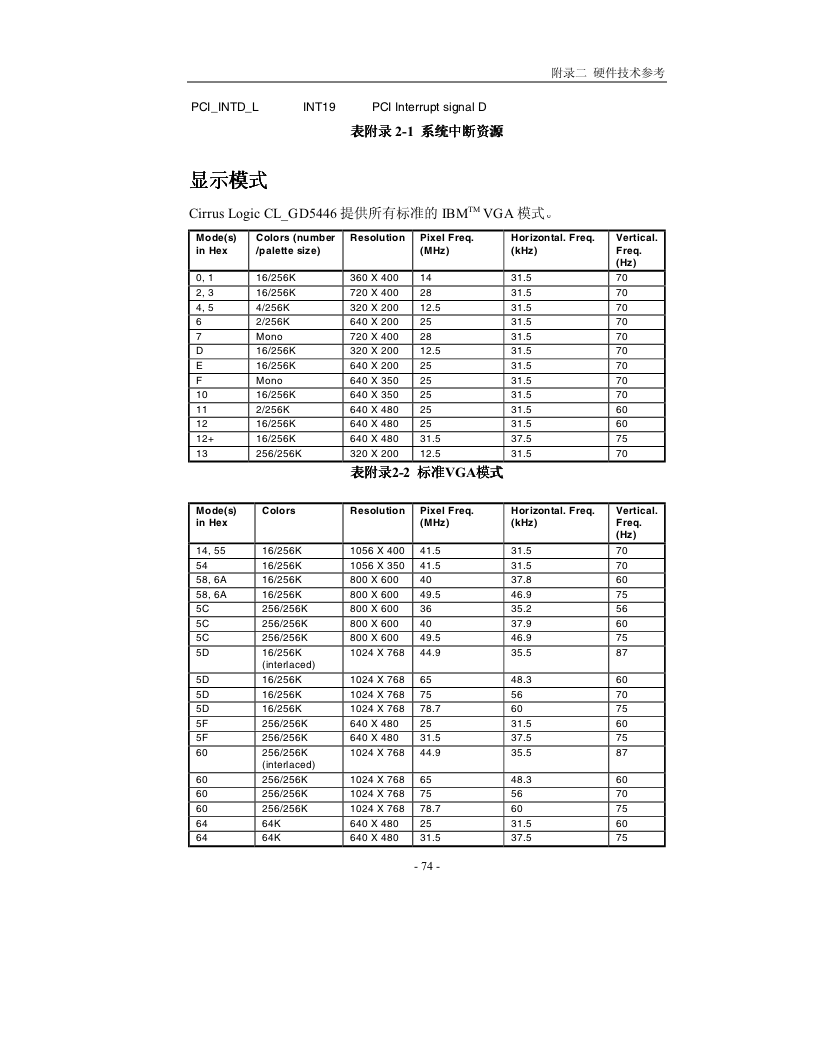 附录二 硬件技术参考
PCI_INTD_L INT19 PCI Interrupt signal D
表附录 2-1 系统中断资源
显示模式
Cirrus Logic CL_GD5446 提供所有标准的 IBM™ VGA 模式。
Mode(s) Colors (number Resolution Pixel Freq. Horizontal. Freq. Vertical.
in Hex /palette size) (MHz) (kHz) Freq.
(Hz)
0, 1 16/256K 360 X 400 14 31.5 70
2, 3 16/256K 720 X 400 28 31.5 70
4, 5 4/256K 320 X 200 12.5 31.5 70
6 2/256K 640 X 200 25 31.5 70
7 Mono 720 X 400 28 31.5 70
D 16/256K 320 X 200 12.5 31.5 70
E 16/256K 640 X 200 25 31.5 70
F Mono 640 X 350 25 31.5 70
10 16/256K 640 X 350 25 31.5 70
11 2/256K 640 X 480 25 31.5 60
12 16/256K 640 X 480 25 31.5 60
12+ 16/256K 640 X 480 31.5 37.5 75
13 256/256K 320 X 200 12.5 31.5 70
表附录2-2 标准VGA模式
Mode(s) Colors Resolution Pixel Freq. Horizontal. Freq. Vertical.
in Hex (MHz) (kHz) Freq.
(Hz)
14, 55 16/256K 1056 X 400 41.5 31.5 70
54 16/256K 1056 X 350 41.5 31.5 70
58, 6A 16/256K 800 X 600 40 37.8 60
58, 6A 16/256K 800 X 600 49.5 46.9 75
5C 256/256K 800 X 600 36 35.2 56
5C 256/256K 800 X 600 40 37.9 60
5C 256/256K 800 X 600 49.5 46.9 75
5D 16/256K 1024 X 768 44.9 35.5 87
(interlaced)
5D 16/256K 1024 X 768 65 48.3 60
5D 16/256K 1024 X 768 75 56 70
5D 16/256K 1024 X 768 78.7 60 75
5F 256/256K 640 X 480 25 31.5 60
5F 256/256K 640 X 480 31.5 37.5 75
60 256/256K 1024 X 768 44.9 35.5 87
(interlaced)
60 256/256K 1024 X 768 65 48.3 60
60 256/256K 1024 X 768 75 56 70
60 256/256K 1024 X 768 78.7 60 75
64 64K 640 X 480 25 31.5 60
64 64K 640 X 480 31.5 37.5 75
- 74 -